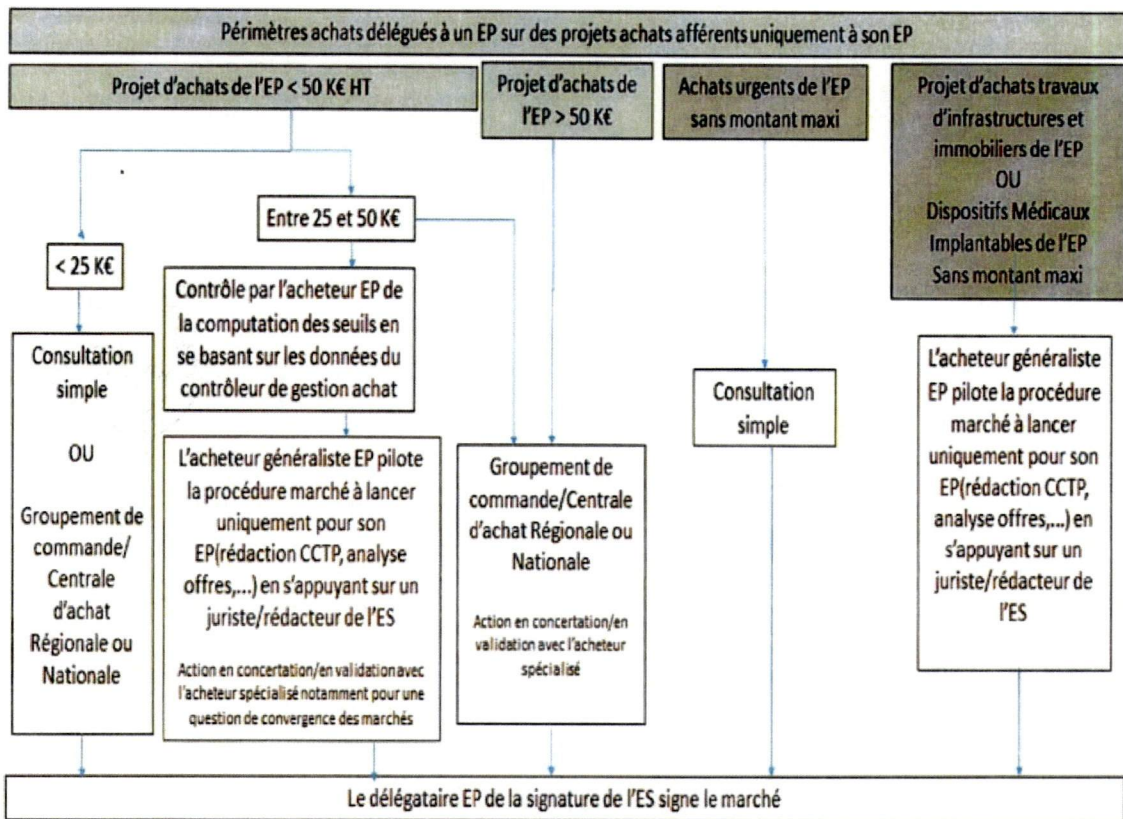 Périmètres achats délégués à un EP sur des projets achats afférents uniquement à son EP
Projet d'achats de l'EP < 50 K€ HT
Projet d'achats de
l'EP > 50 K€
Achats urgents de l'EP
sans montant maxi
Projet d'achats travaux
d'infrastructures et
immobiliers de l'EP
OU
Dispositifs Médicaux
Implantables de l'EP
Sans montant maxi
< 25 K€
Entre 25 et 50 K€
Consultation
simple
OU
Groupement de
commande/
Centrale
d'achat
Régionale ou
Nationale
Contrôle par l'acheteur EP de
la computation des seuils en
se basant sur les données du
contrôleur de gestion achat
L'acheteur généraliste EP pilote
la procédure marché à lancer
uniquement pour son
EP(rédaction CCTP, analyse
offres,...) en s'appuyant sur un
juriste/rédacteur de l'ES
Action en concertation/en validation avec
l'acheteur spécialisé notamment pour une
question de convergence des marchés
Groupement de
commande/Centrale
d'achat Régionale ou
Nationale
Action en concertation/en
validation avec l'acheteur
spécialisé
Consultation
simple
L'acheteur généraliste
EP pilote la procédure
marché à lancer
uniquement pour son
EP(rédaction CCTP,
analyse offres,...) en
s'appuyant sur un
juriste/rédacteur de
l'ES
Le délégataire EP de la signature de l'ES signe le marché